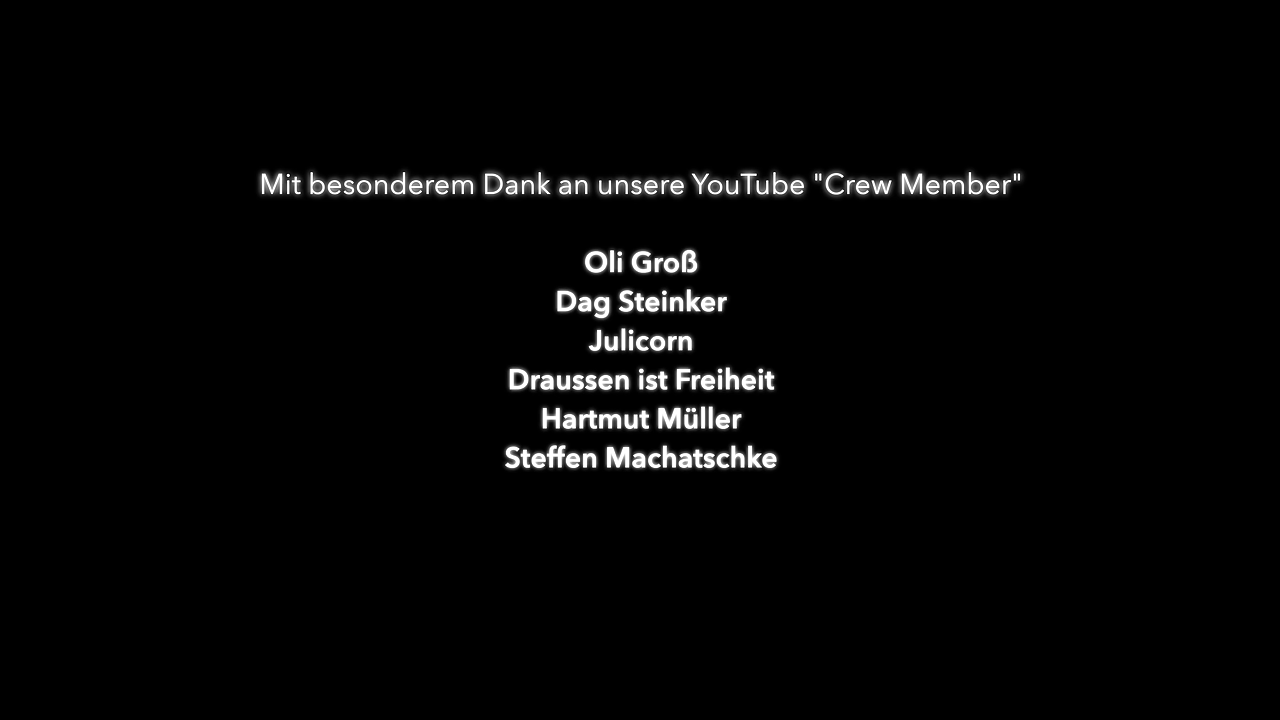 Mit besonderem Dank an unsere YouTube "Crew Member"
Oli Groß
Dag Steinker
Julicorn
Draussen ist Freiheit
Hartmut Müller
Steffen Machatschke